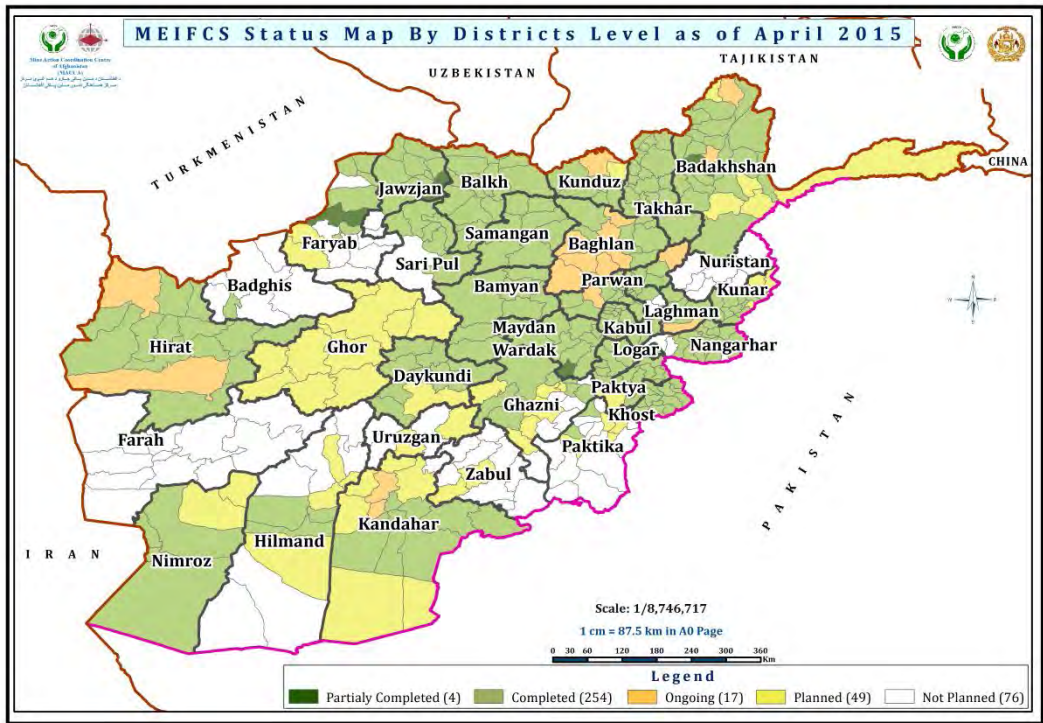 MEIFCS Status Map By Districts Level as of April 2015
Mine Action Coordination Centre
of Afghanistan
(MACCA)
UZBEKISTAN
TAJIKISTAN
TURKMENISTAN
CHINA
Badakhshan
Jawzjan
Balkh
Kunduz
Takhar
Samangan
Faryab
Baghlan
Sari Pul
Nuristan
Badghis
Bamyan
Parwan
Kunar
Laghman
Maydan
Wardak
Kabul
Hirat
Ghor
Logar
Nangarhar
Daykundi
Paktya
Ghazni
Khost
Farah
Uruzgan
Paktika
Zabul
Kandahar
Hilmand
Nimroz
IRAN
PAKISTAN
N
W
E
S
Scale: 1/8,746,717
1 cm = 87.5 km in A0 Page
0 30 60 120 180 240 300 360
Km
Legend
Partialy Completed (4) Completed (254) Ongoing (17) Planned (49) Not Planned (76)